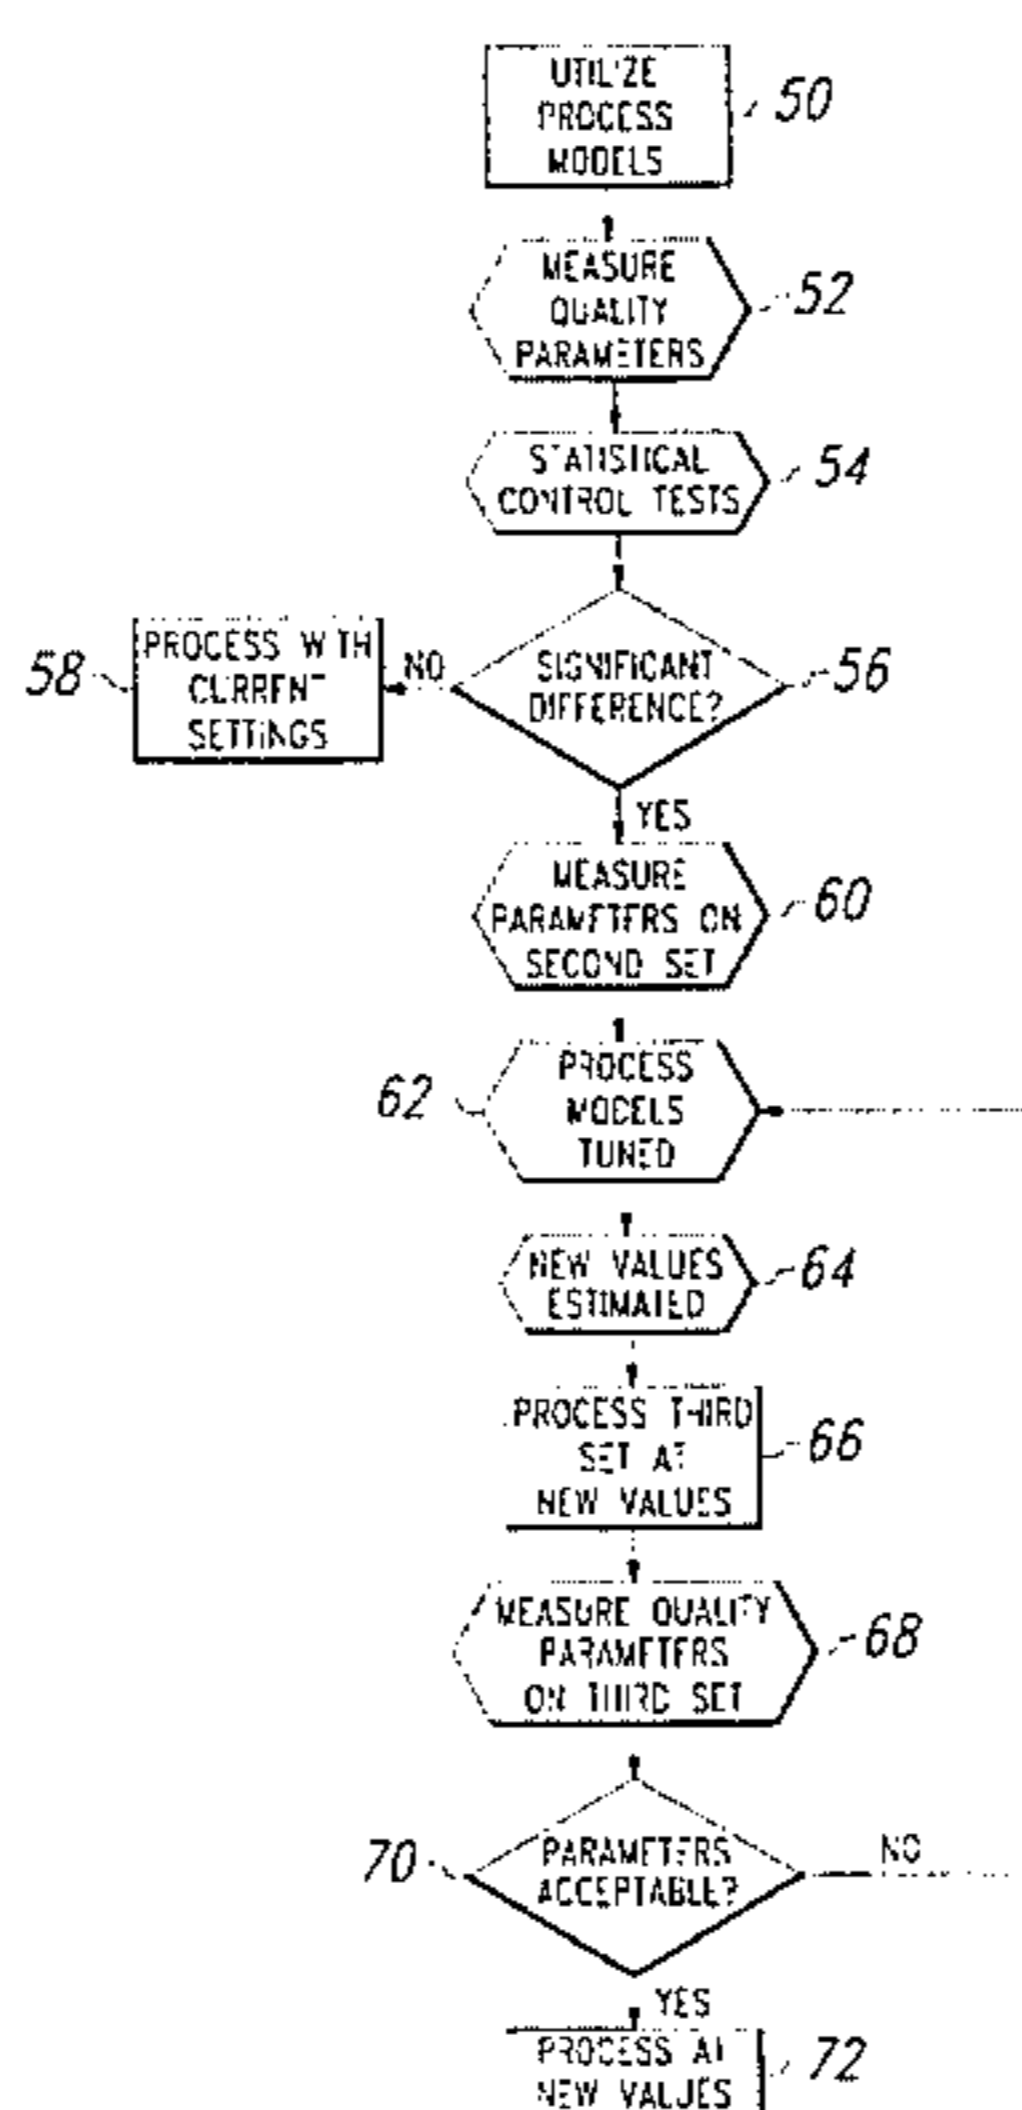 UTILIZE
PROCESS
MODELS
50
MEASURE
QUALITY
PARAMETERS
52
STATISTICAL
CONTROL TESTS
54
SIGNIFICANT
DIFFERENCE?
56
NO
PROCESS WITH
CURRENT
SETTINGS
58
YES
MEASURE
PARAMETERS ON
SECOND SET
60
PROCESS
MODELS
TUNED
62
NEW VALUES
ESTIMATED
64
PROCESS THIRD
SET AT
NEW VALUES
66
MEASURE QUALITY
PARAMETERS
ON THIRD SET
68
PARAMETERS
ACCEPTABLE?
70
NO
YES
PROCESS AT
NEW VALUES
72